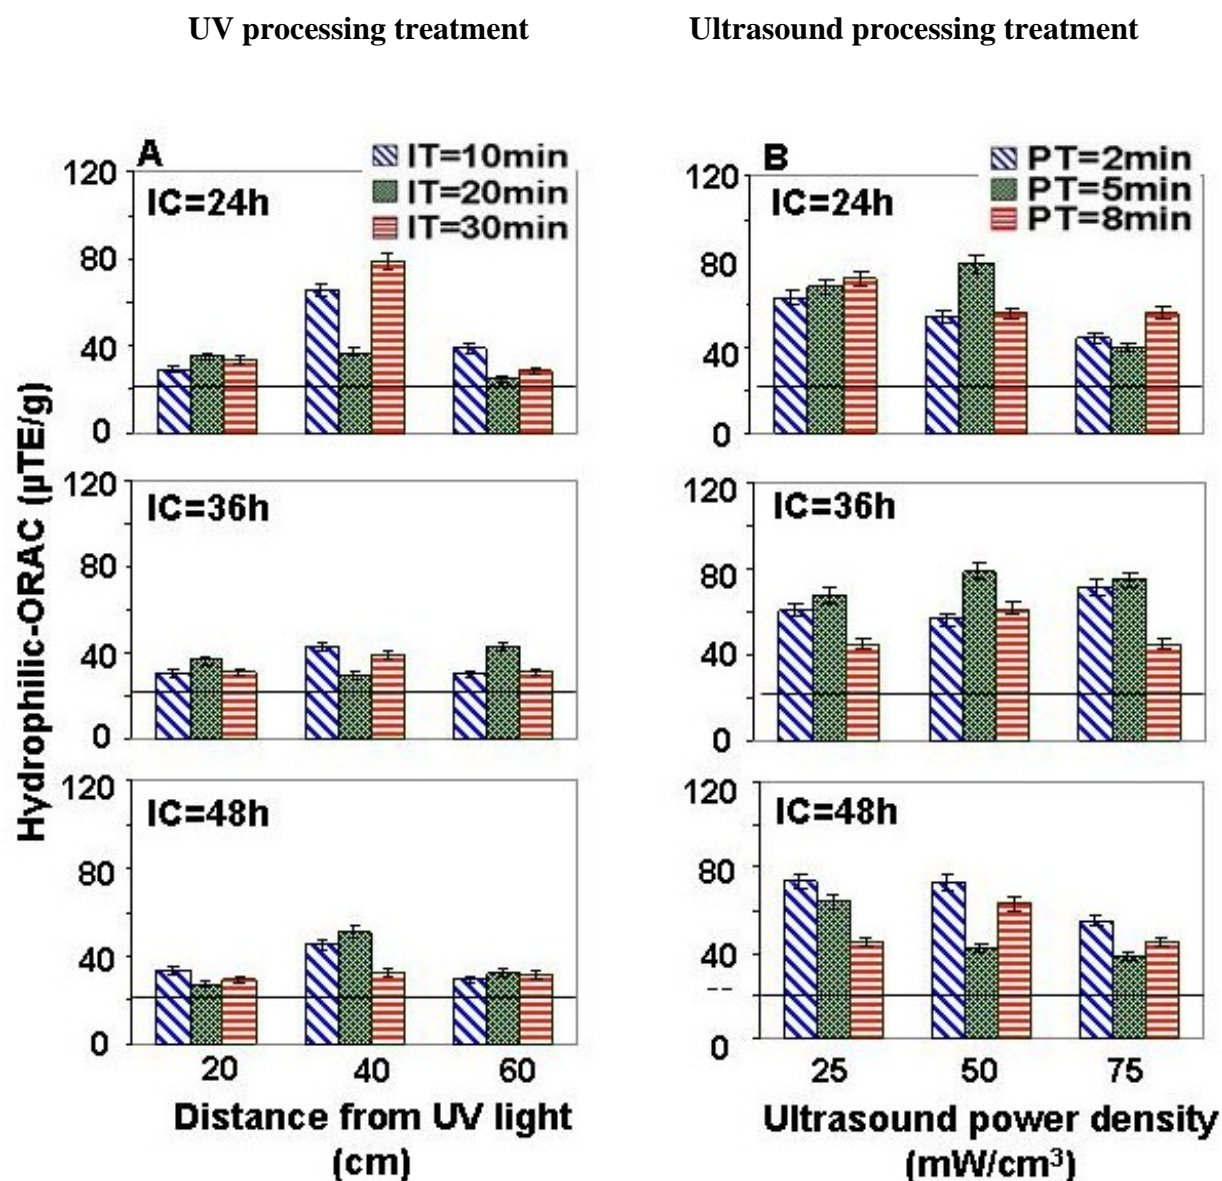 UV processing treatment
Ultrasound processing treatment
Hydrophilic-ORAC (µTE/g)
A
IT=10min
IT=20min
IT=30min
IC=24h
120
80
40
0
IC=36h
120
80
40
0
IC=48h
120
80
40
0
20 40 60
Distance from UV light
(cm)
B
PT=2min
PT=5min
PT=8min
IC=24h
120
80
40
0
IC=36h
120
80
40
0
IC=48h
120
80
40
--
0
25 50 75
Ultrasound power density
(mW/cm³)